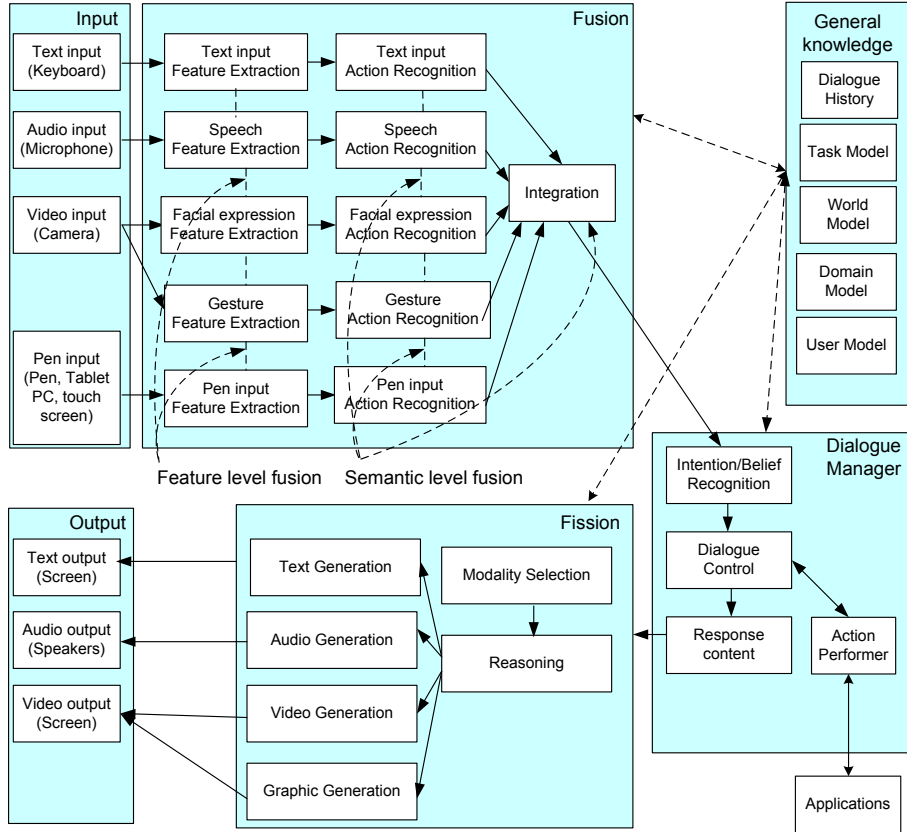 Input
Text input
(Keyboard)
Audio input
(Microphone)
Video input
(Camera)
Pen input
(Pen, Tablet
PC, touch
screen)
Fusion
Text input
Feature Extraction
Text input
Action Recognition
Speech
Feature Extraction
Speech
Action Recognition
Facial expression
Feature Extraction
Facial expression
Action Recognition
Gesture
Feature Extraction
Gesture
Action Recognition
Pen input
Feature Extraction
Pen input
Action Recognition
Integration
Feature level fusion
Semantic level fusion
General
knowledge
Dialogue
History
Task Model
World
Model
Domain
Model
User Model
Dialogue
Manager
Intention/Belief
Recognition
Dialogue
Control
Response
content
Action
Performer
Applications
Fission
Modality Selection
Reasoning
Text Generation
Audio Generation
Video Generation
Graphic Generation
Output
Text output
(Screen)
Audio output
(Speakers)
Video output
(Screen)